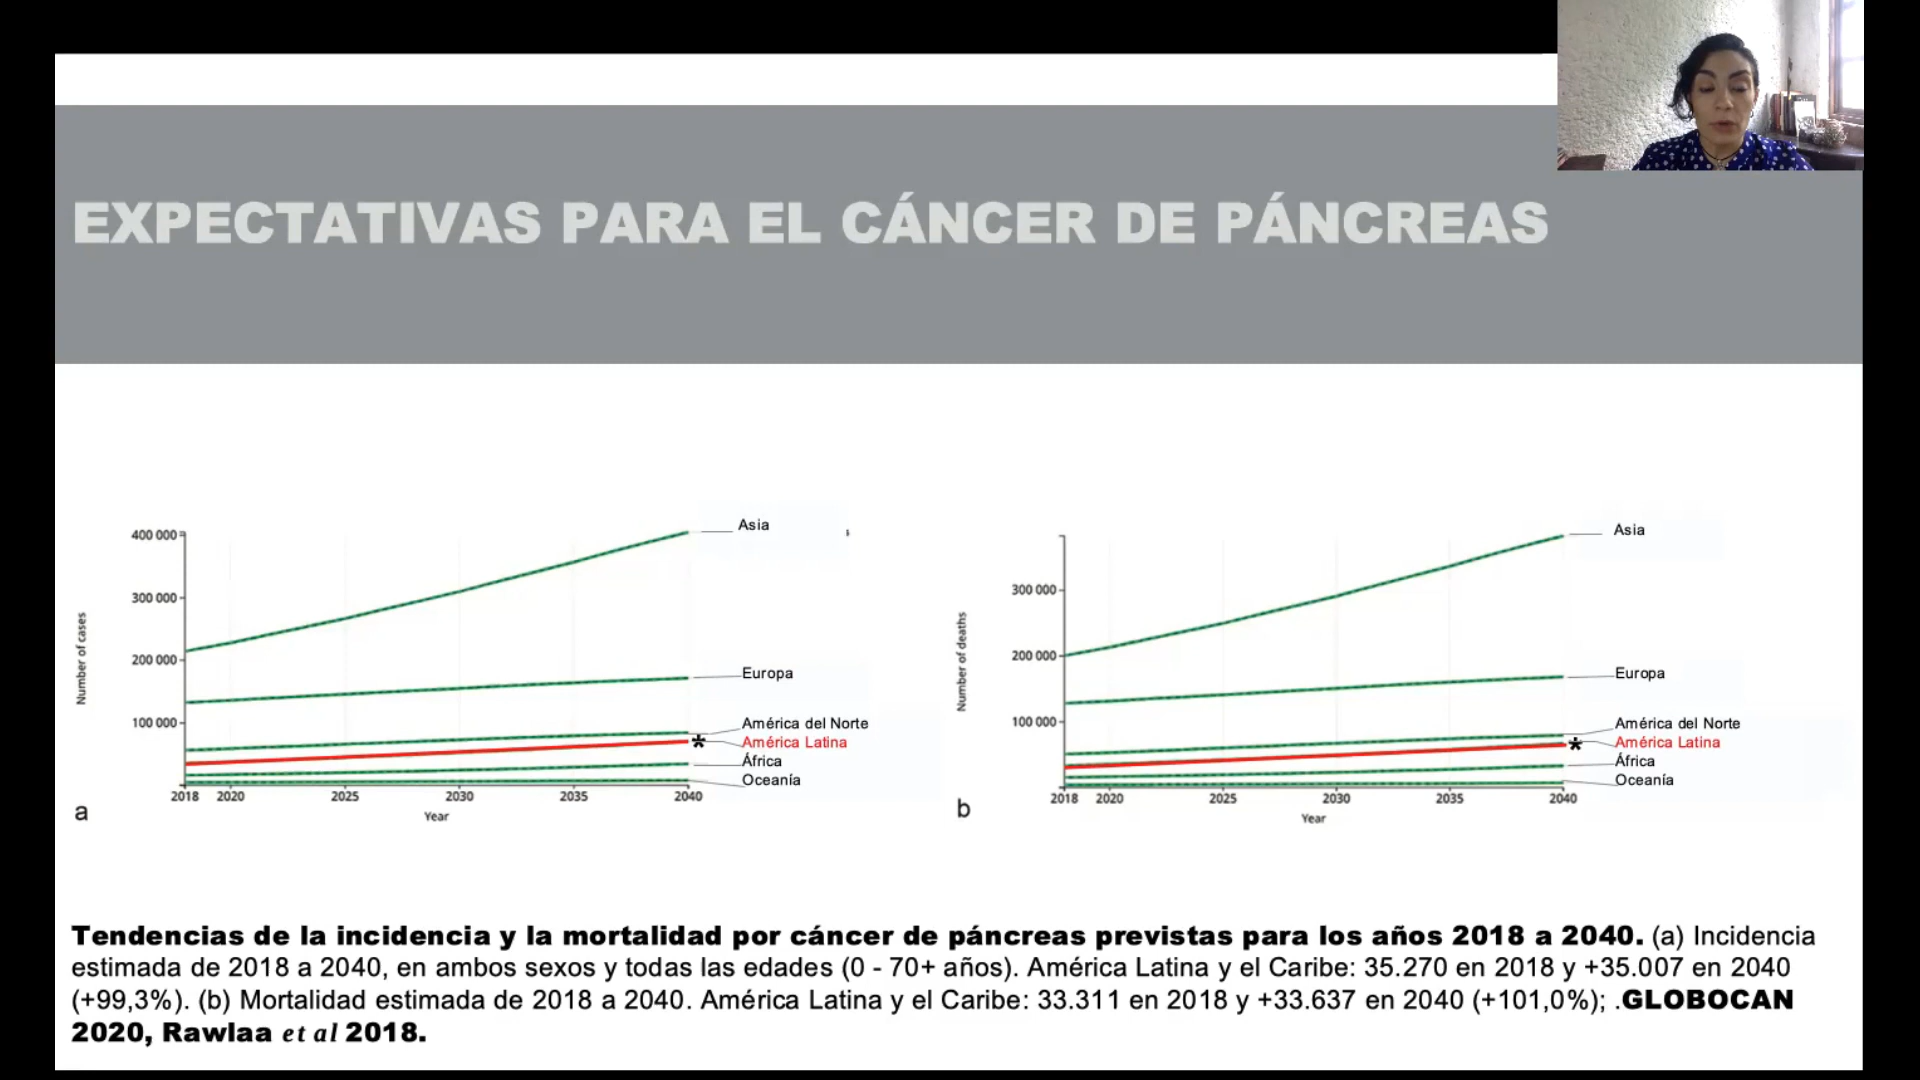 EXPECTATIVAS PARA EL CÁNCER DE PÁNCREAS
400 000
300 000
200 000
100 000
Number of cases
2018 2020 2025 2030 2035 2040
Year
a
Asia
Europa
América del Norte
*
América Latina
África
Oceanía
300 000
200 000
100 000
Number of deaths
2018 2020 2025 2030 2035 2040
Year
b
Asia
Europa
América del Norte
*
América Latina
África
Oceanía
Tendencias de la incidencia y la mortalidad por cáncer de páncreas previstas para los años 2018 a 2040. (a) Incidencia
estimada de 2018 a 2040, en ambos sexos y todas las edades (0 - 70+ años). América Latina y el Caribe: 35.270 en 2018 y +35.007 en 2040
(+99,3%). (b) Mortalidad estimada de 2018 a 2040. América Latina y el Caribe: 33.311 en 2018 y +33.637 en 2040 (+101,0%); .GLOBOCAN
2020, Rawlaa et al 2018.